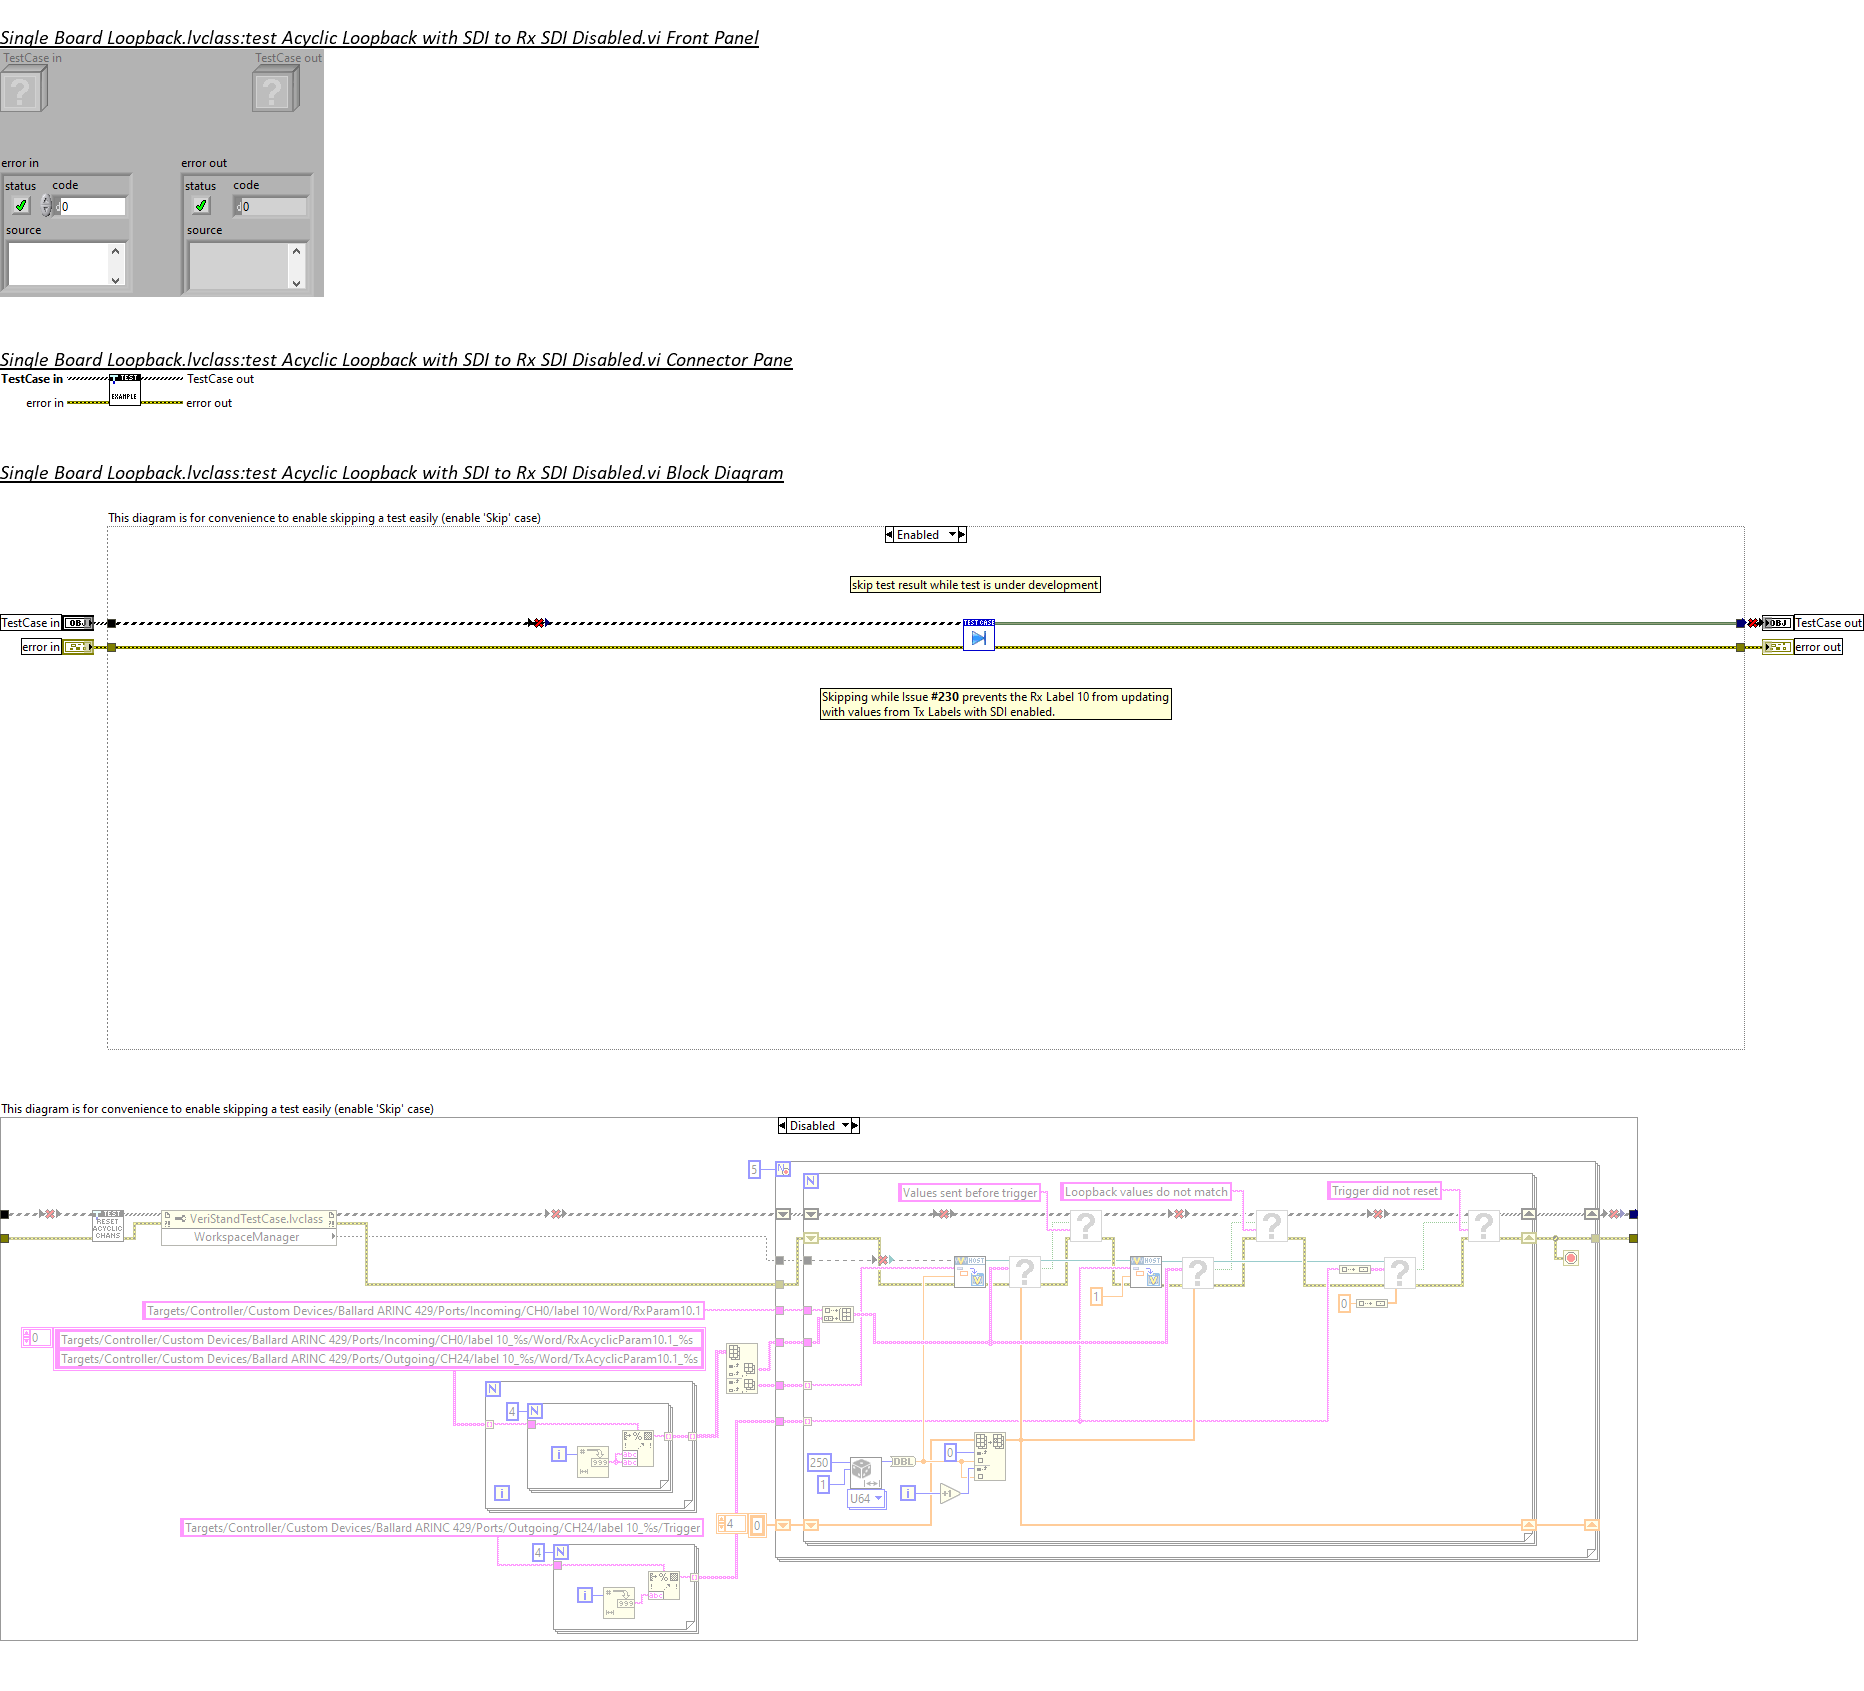 Single Board Loopback.lvclass:test Acyclic Loopback with SDI to Rx SDI Disabled.vi Front Panel
TestCase in
TestCase out
?
?
error in
error out
status code
status code
0
0
source
source
Single Board Loopback.lvclass:test Acyclic Loopback with SDI to Rx SDI Disabled.vi Connector Pane
TestCase in
TEST
TestCase out
EXAMPLE
error in
error out
Single Board Loopback.lvclass:test Acyclic Loopback with SDI to Rx SDI Disabled.vi Block Diagram
This diagram is for convenience to enable skipping a test easily (enable 'Skip' case)
Enabled
skip test result while test is under development
TestCase in
OBJ
TEST CASE
OBJ
TestCase out
error in
error out
Skipping while Issue #230 prevents the Rx Label 10 from updating
with values from Tx Labels with SDI enabled.
This diagram is for convenience to enable skipping a test easily (enable 'Skip' case)
Disabled
5
N
N
Values sent before trigger
Loopback values do not match
Trigger did not reset
TEST
RESET
ACYCLIC
CHANS
VeriStandTestCase.lvclass
WorkspaceManager
?
?
?
HOST
?
HOST
?
?
1
0
Targets/Controller/Custom Devices/Ballard ARINC 429/Ports/Incoming/CH0/label 10/Word/RxParam10.1
0
Targets/Controller/Custom Devices/Ballard ARINC 429/Ports/Incoming/CH0/label 10_%s/Word/RxAcyclicParam10.1_%s
Targets/Controller/Custom Devices/Ballard ARINC 429/Ports/Outgoing/CH24/label 10_%s/Word/TxAcyclicParam10.1_%s
N
4
N
i
#
999
%
abc
abc
i
250
1
U64
DBL
0
i
+1
Targets/Controller/Custom Devices/Ballard ARINC 429/Ports/Outgoing/CH24/label 10_%s/Trigger
4
0
4
N
i
#
999
%
abc